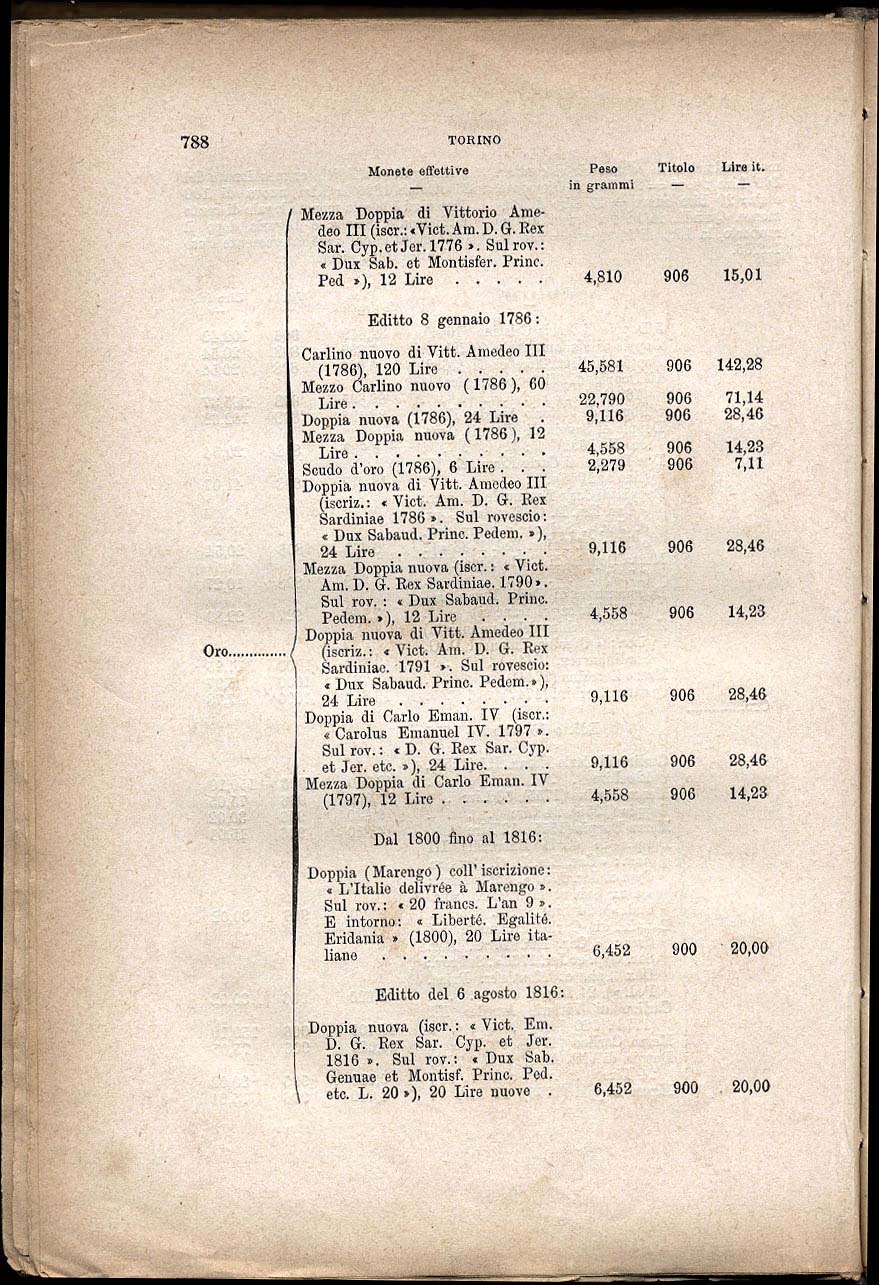 788 TORINO
Monete effettive Peso in grammi Titolo Lire it.
— — —
Mezza Doppia di Vittorio Ame-
deo III (iscr.: «Vict. Am. D. G. Rex
Sar. Cyp. et Jer. 1776 ». Sul rov.:
« Dux Sab. et Montisfer. Princ.
Ped »), 12 Lire . . . . . 4,810 906 15,01
Editto 8 gennaio 1786:
Carlino nuovo di Vitt. Amedeo III
(1786), 120 Lire . . . . . 45,581 906 142,28
Mezzo Carlino nuovo (1786), 60
Lire . . . . . . . . . . 22,790 906 71,14
Doppia nuova (1786), 24 Lire . 9,116 906 28,46
Mezza Doppia nuova (1786), 12
Lire . . . . . . . . . . 4,558 906 14,23
Scudo d'oro (1786), 6 Lire . . . 2,279 906 7,11
Doppia nuova di Vitt. Amedeo III
(iscriz.: « Vict. Am. D. G. Rex
Sardiniae 1786 ». Sul rovescio:
« Dux Sabaud. Princ. Pedem. »),
24 Lire . . . . . . . . 9,116 906 28,46
Mezza Doppia nuova (iscr.: « Vict.
Am. D. G. Rex Sardiniae. 1790 ».
Sul rov. : « Dux Sabaud. Princ.
Pedem. »), 12 Lire . . . . 4,558 906 14,23
Doppia nuova di Vitt. Amedeo III
Oro.............. (iscriz.: « Vict. Am. D. G. Rex
Sardiniae. 1791 ». Sul rovescio:
« Dux Sabaud. Princ. Pedem.»),
24 Lire . . . . . . . . 9,116 906 28,46
Doppia di Carlo Eman. IV (iscr.:
« Carolus Emanuel IV. 1797 ».
Sul rov.: « D. G. Rex Sar. Cyp.
et Jer. etc. »), 24 Lire. . . . 9,116 906 28,46
Mezza Doppia di Carlo Eman. IV
(1797), 12 Lire . . . . . . 4,558 906 14,23
Dal 1800 fino al 1816:
Doppia (Marengo) coll' iscrizione:
« L'Italie delivrée à Marengo ».
Sul rov.: « 20 francs. L'an 9 ».
E intorno: « Liberté. Egalité.
Eridania » (1800), 20 Lire ita-
liane . . . . . . . . . 6,452 900 20,00
Editto del 6 agosto 1816:
Doppia nuova (iscr.: « Vict. Em.
D. G. Rex Sar. Cyp. et Jer.
1816 ». Sul rov.: « Dux Sab.
Genuae et Montisf. Princ. Ped.
etc. L. 20 »), 20 Lire nuove . 6,452 900 20,00